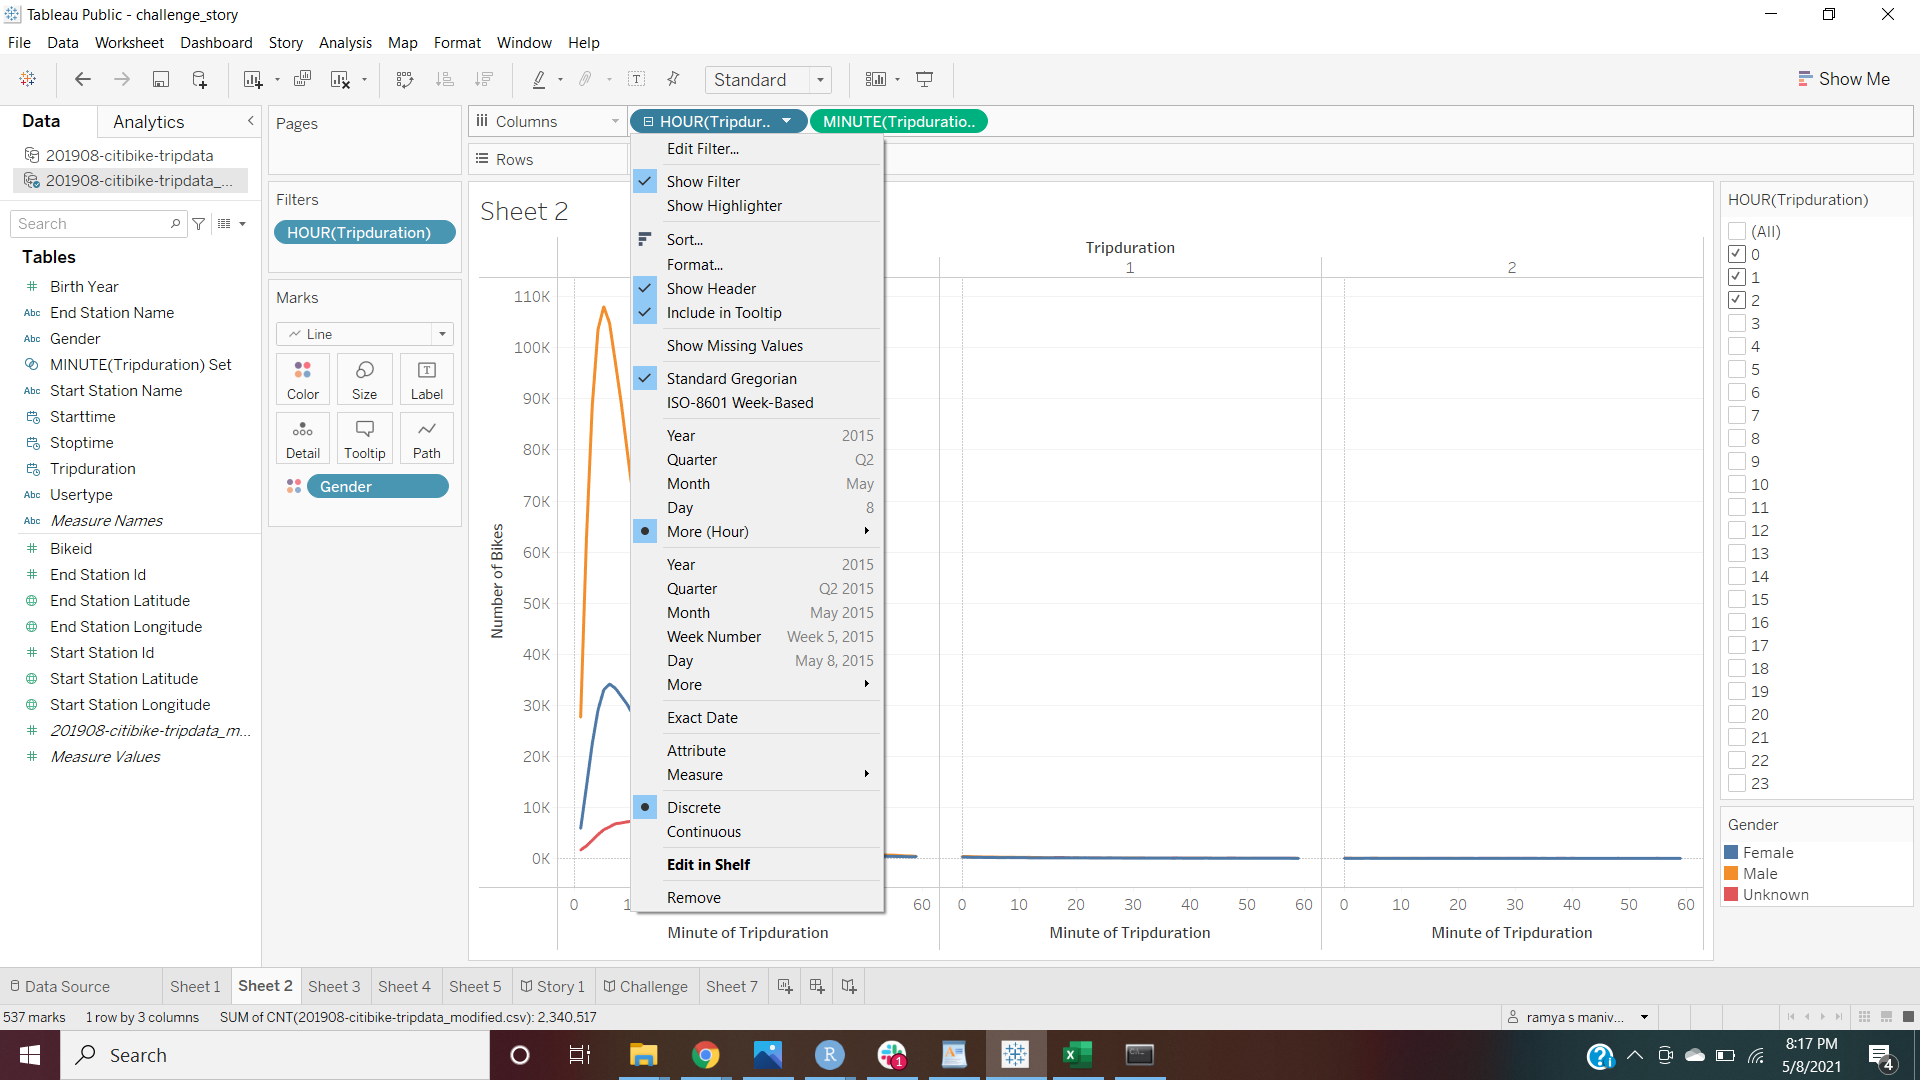 Tableau Public - challenge_story
File Data Worksheet Dashboard Story Analysis Map Format Window Help
Standard
Show Me
Data Analytics
201908-citibike-tripdata
201908-citibike-tripdata_...
Search
Tables
Birth Year
Abc End Station Name
Abc Gender
MINUTE(Tripduration) Set
Abc Start Station Name
Starttime
Stoptime
Tripduration
Abc Usertype
Abc Measure Names
Bikeid
End Station Id
End Station Latitude
End Station Longitude
Start Station Id
Start Station Latitude
Start Station Longitude
201908-citibike-tripdata_m...
Measure Values
Pages
Filters
HOUR(Tripduration)
Marks
Line
Color Size Label
Detail Tooltip Path
Gender
Columns HOUR(Tripdur.. MINUTE(Tripduratio..
Rows
Sheet 2
Edit Filter...
Show Filter
Show Highlighter
Sort...
Format...
Show Header
Include in Tooltip
Show Missing Values
Standard Gregorian
ISO-8601 Week-Based
Year 2015
Quarter Q2
Month May
Day 8
More (Hour)
Year 2015
Quarter Q2 2015
Month May 2015
Week Number Week 5, 2015
Day May 8, 2015
More
Exact Date
Attribute
Measure
Discrete
Continuous
Edit in Shelf
Remove
Tripduration
1 2
Number of Bikes
110K
100K
90K
80K
70K
60K
50K
40K
30K
20K
10K
0K
0 1 60 0 10 20 30 40 50 60 0 10 20 30 40 50 60
Minute of Tripduration Minute of Tripduration Minute of Tripduration
HOUR(Tripduration)
(All)
0
1
2
3
4
5
6
7
8
9
10
11
12
13
14
15
16
17
18
19
20
21
22
23
Gender
Female
Male
Unknown
Data Source Sheet 1 Sheet 2 Sheet 3 Sheet 4 Sheet 5 Story 1 Challenge Sheet 7
537 marks 1 row by 3 columns SUM of CNT(201908-citibike-tripdata_modified.csv): 2,340,517
ramya s maniv...
Search
1
8:17 PM
5/8/2021
4